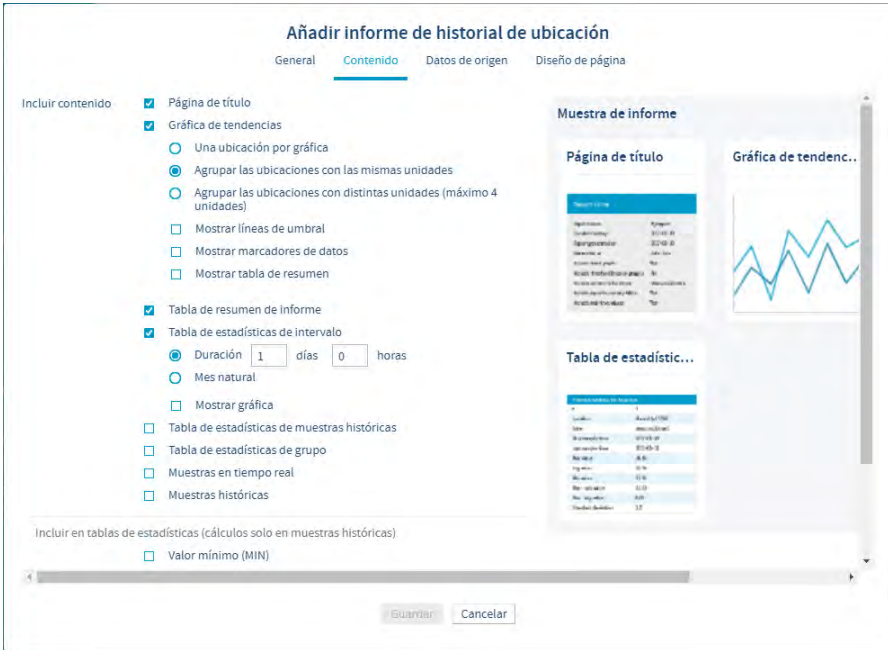 Añadir informe de historial de ubicación
General Contenido Datos de origen Diseño de página
Incluir contenido
Página de título
Gráfica de tendencias
Una ubicación por gráfica
Agrupar las ubicaciones con las mismas unidades
Agrupar las ubicaciones con distintas unidades (máximo 4
unidades)
Mostrar líneas de umbral
Mostrar marcadores de datos
Mostrar tabla de resumen
Tabla de resumen de informe
Tabla de estadísticas de intervalo
Duración 1 días 0 horas
Mes natural
Mostrar gráfica
Tabla de estadísticas de muestras históricas
Tabla de estadísticas de grupo
Muestras en tiempo real
Muestras históricas
Incluir en tablas de estadísticas (cálculos solo en muestras históricas)
Valor mínimo (MIN)
Muestra de informe
Página de título
Gráfica de tendenc...
Tabla de estadístic...
Guardar Cancelar